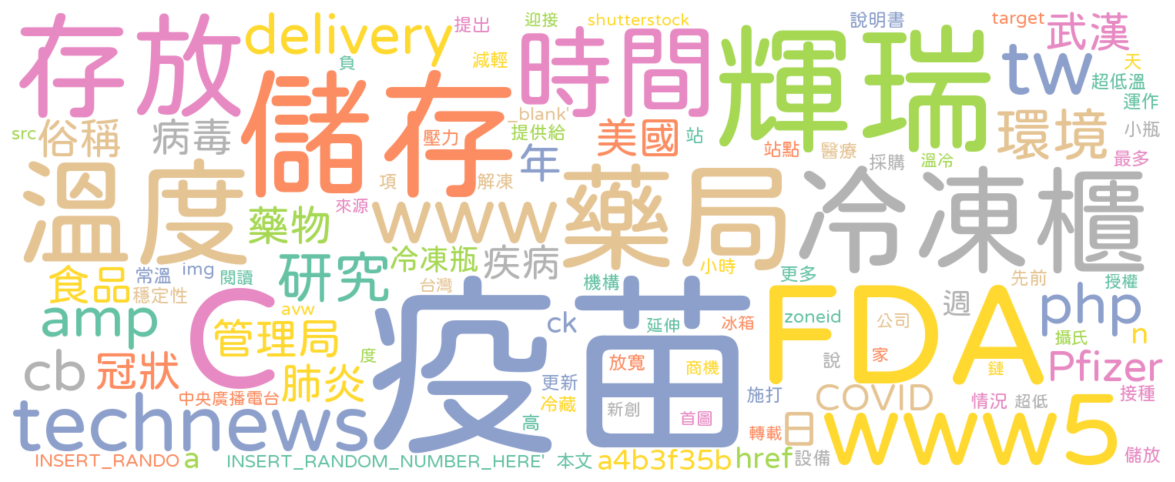 存放
儲存
delivery
提出
減輕
負
時間
迎接
shutterstock
_blank'
提供給
輝瑞
說明書
target
武漢
tw
天
超低溫
運作
小瓶
最多
src
俗稱
病毒
壓力
年
美國
站
站點
醫療
採購
溫冷
環境
溫度
藥物
項
解凍
來源
www
藥局
冷凍櫃
食品
常溫
穩定性
img
閱讀
研究
冷凍瓶
台灣
疾病
機構
小時
更多
先前
授權
amp
C
avw
管理局
度
疫苗
ck
延伸
冰箱
zoneid
FDA
公司
週
php
攝氏
n
cb
冠狀
肺炎
中央廣播電台
更新
冷藏
高
放寬
商機
新創
首圖
施打
說
家
鏈
Pfizer
COVID
情況
超低
接種
technews
INSERT_RANDO
a
INSERT_RANDOM_NUMBER_HERE'
本文
a4b3f35b
轉載
日
href
設備
www5
儲放